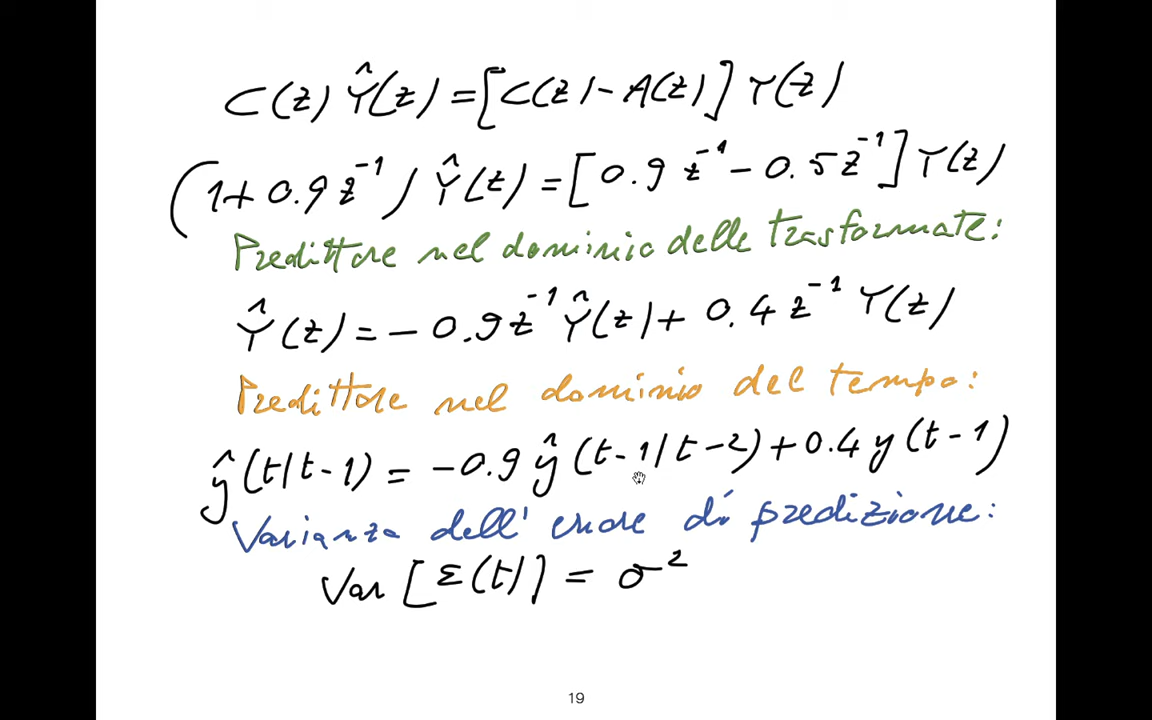 C(z) Ŷ(z) = [C(z) - A(z)] Y(z)
(1 + 0.9 z⁻¹) Ŷ(z) = [0.9 z⁻¹ - 0.5 z⁻¹] Y(z)
Predittore nel dominio delle trasformate:
Ŷ(z) = - 0.9 z⁻¹ Ŷ(z) + 0.4 z⁻¹ Y(z)
Predittore nel dominio del tempo:
ŷ(t|t-1) = -0.9 ŷ(t-1|t-2) + 0.4 y(t-1)
Varianza dell'errore di predizione:
Var [ε(t)] = σ²
19